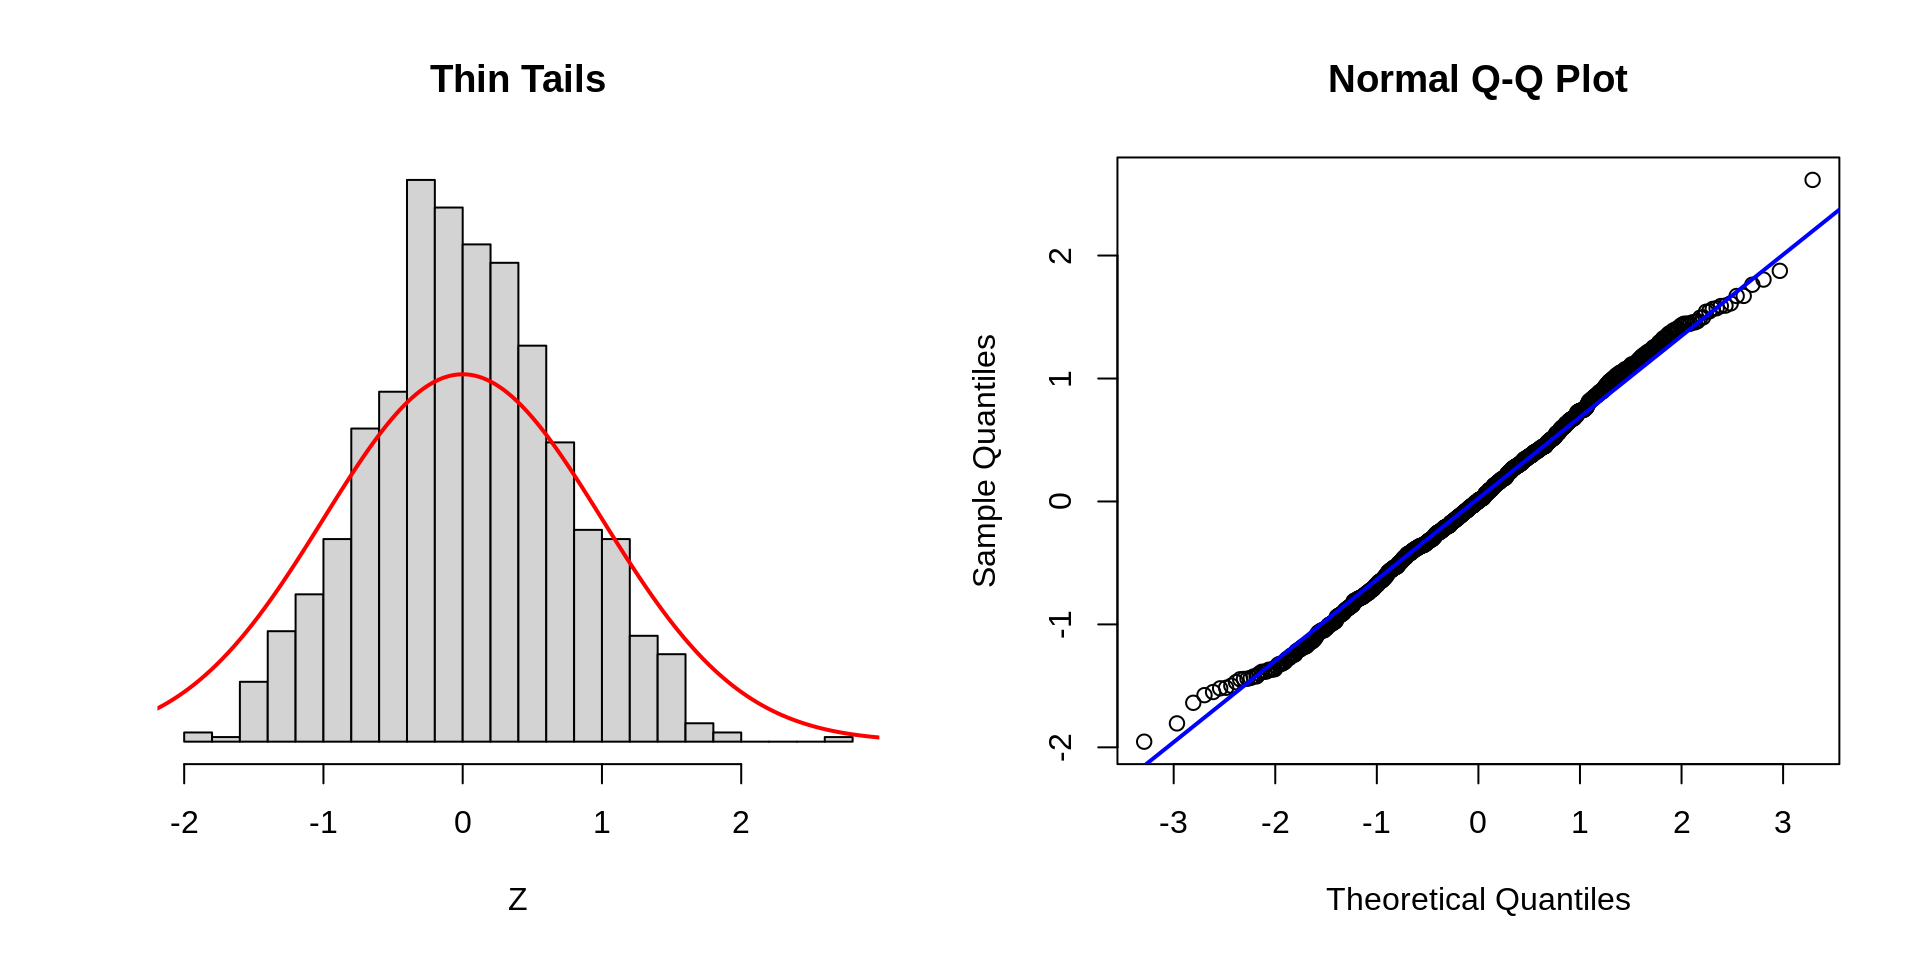 Thin Tails
-2 -1 0 1 2
Z
Normal Q-Q Plot
Sample Quantiles
2
1
0
-1
-2
-3 -2 -1 0 1 2 3
Theoretical Quantiles